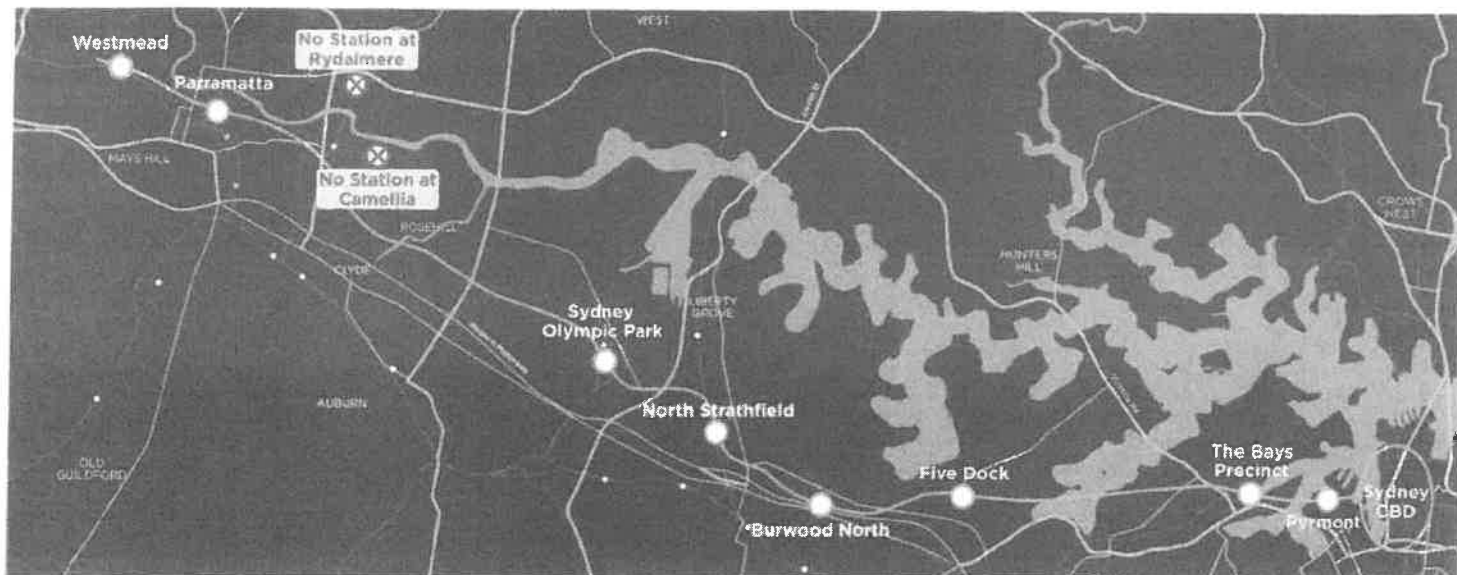 WEST
Westmead
No Station at
Rydalmere
Parramatta
MAYS HILL
No Station at
Camellia
ROSEHILL
CROWS
NEST
HUNTERS
HILL
CLYDE
LIBERTY
GROVE
Sydney
Olympic Park
AUBURN
North Strathfield
OLD
GUILDFORD
Five Dock
The Bays
Precinct
Burwood North
Pyrmont
Sydney
CBD